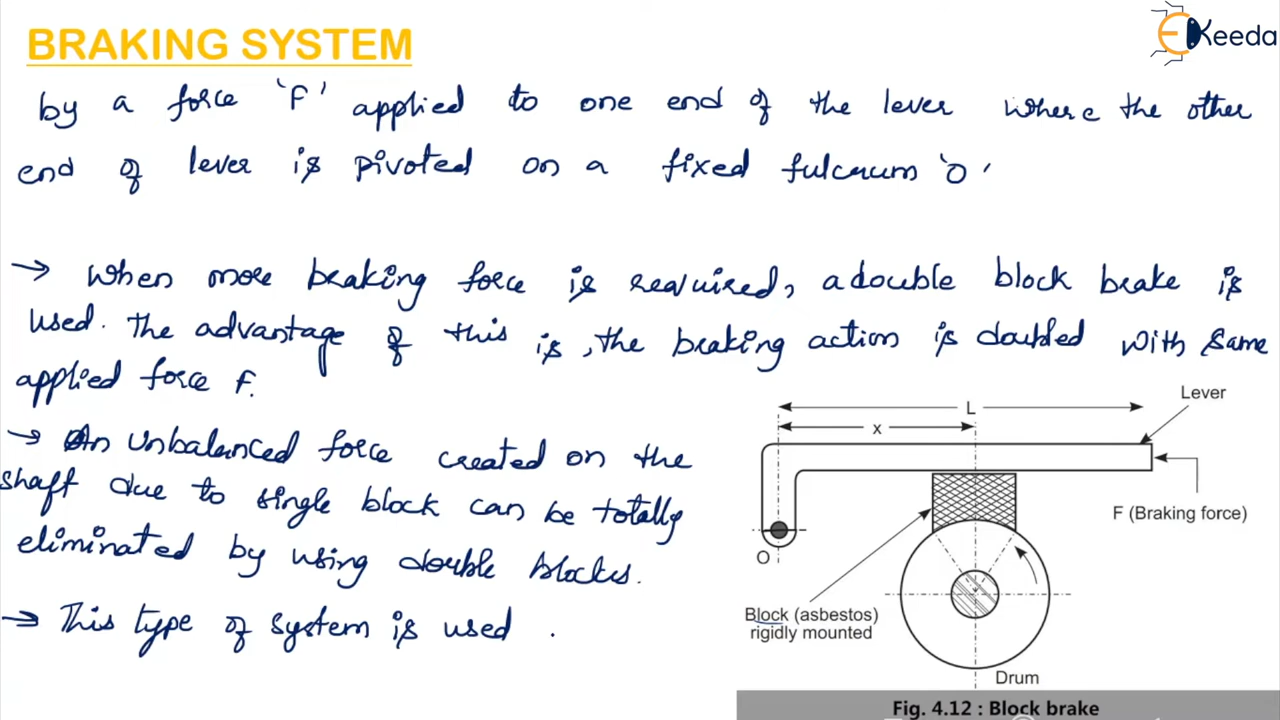 BRAKING SYSTEM
EKeeda
by a force 'F' applied to one end of the lever where the other
end of lever is pivoted on a fixed fulcrum 'O'
→ When more braking force is required, a double block brake is
used. The advantage of this is, the braking action is doubled with same
applied force F.
→ An unbalanced force created on the
shaft due to single block can be totally
eliminated by using double blocks.
→ This type of system is used .
Lever
L
x
F (Braking force)
O
Block (asbestos)
rigidly mounted
Drum
Fig. 4.12 : Block brake